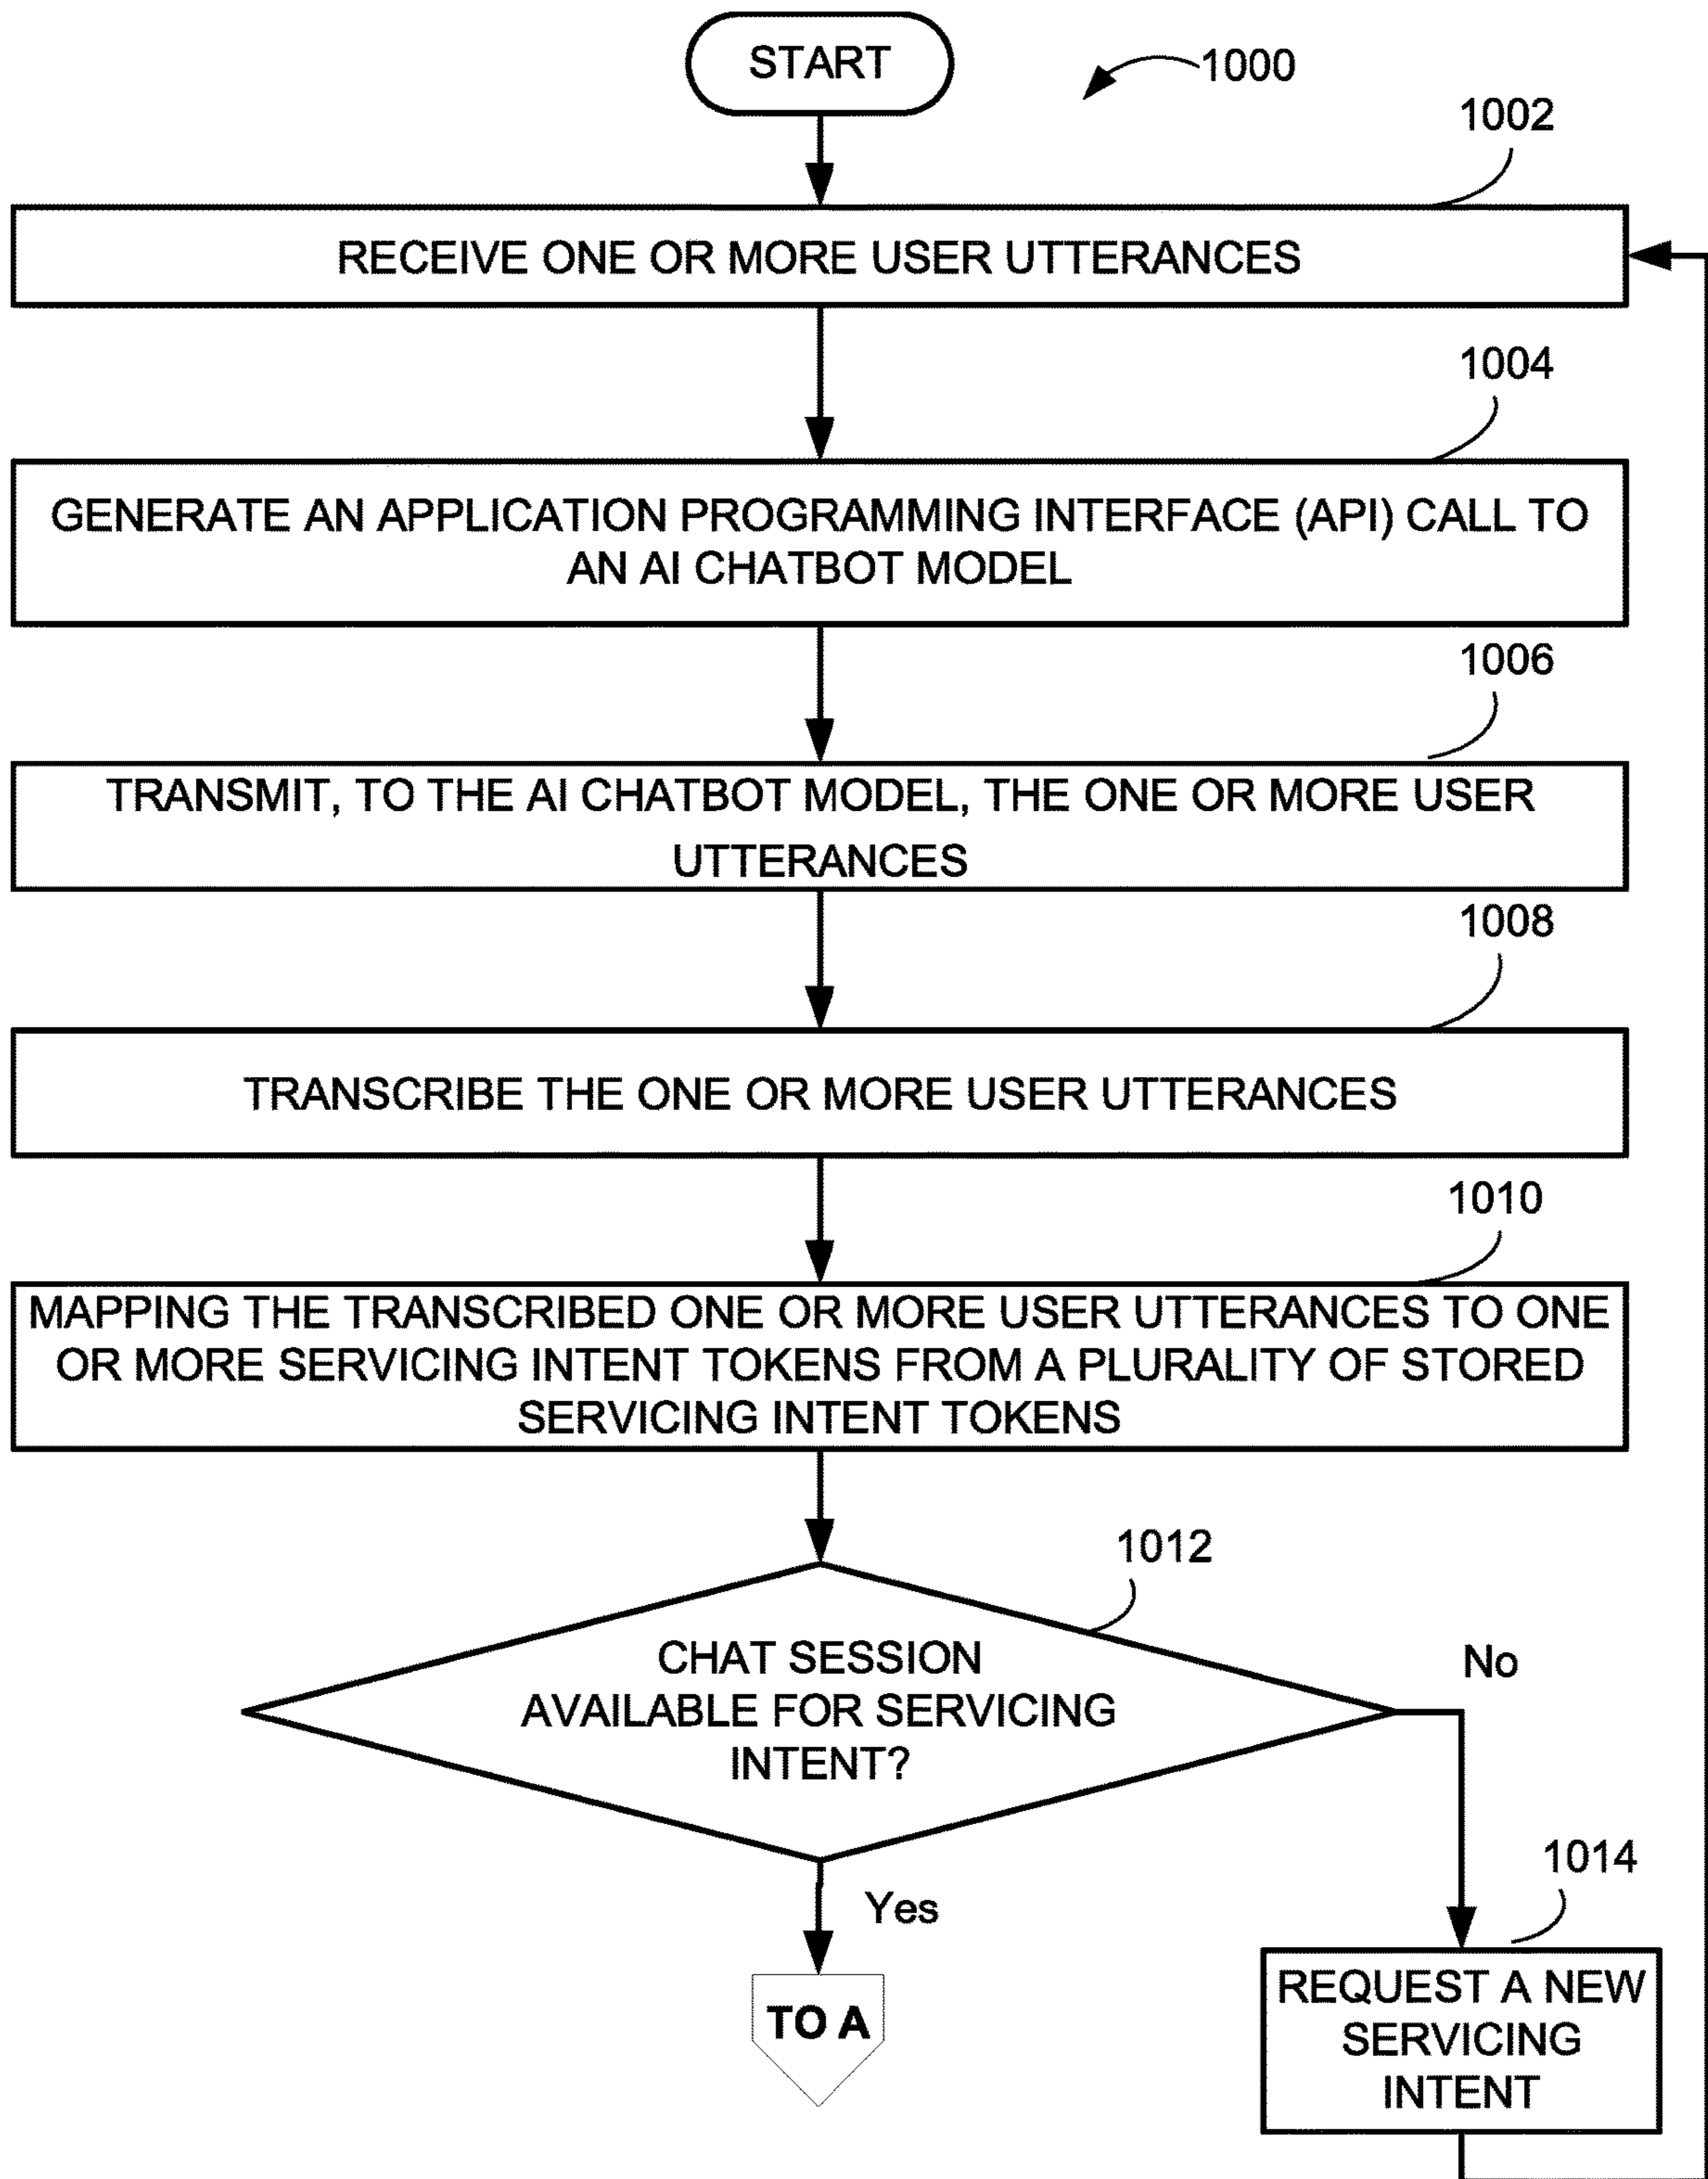 START
1000
1002
RECEIVE ONE OR MORE USER UTTERANCES
1004
GENERATE AN APPLICATION PROGRAMMING INTERFACE (API) CALL TO
AN AI CHATBOT MODEL
1006
TRANSMIT, TO THE AI CHATBOT MODEL, THE ONE OR MORE USER
UTTERANCES
1008
TRANSCRIBE THE ONE OR MORE USER UTTERANCES
1010
MAPPING THE TRANSCRIBED ONE OR MORE USER UTTERANCES TO ONE
OR MORE SERVICING INTENT TOKENS FROM A PLURALITY OF STORED
SERVICING INTENT TOKENS
1012
CHAT SESSION
AVAILABLE FOR SERVICING
INTENT?
No
Yes
TO A
1014
REQUEST A NEW
SERVICING
INTENT